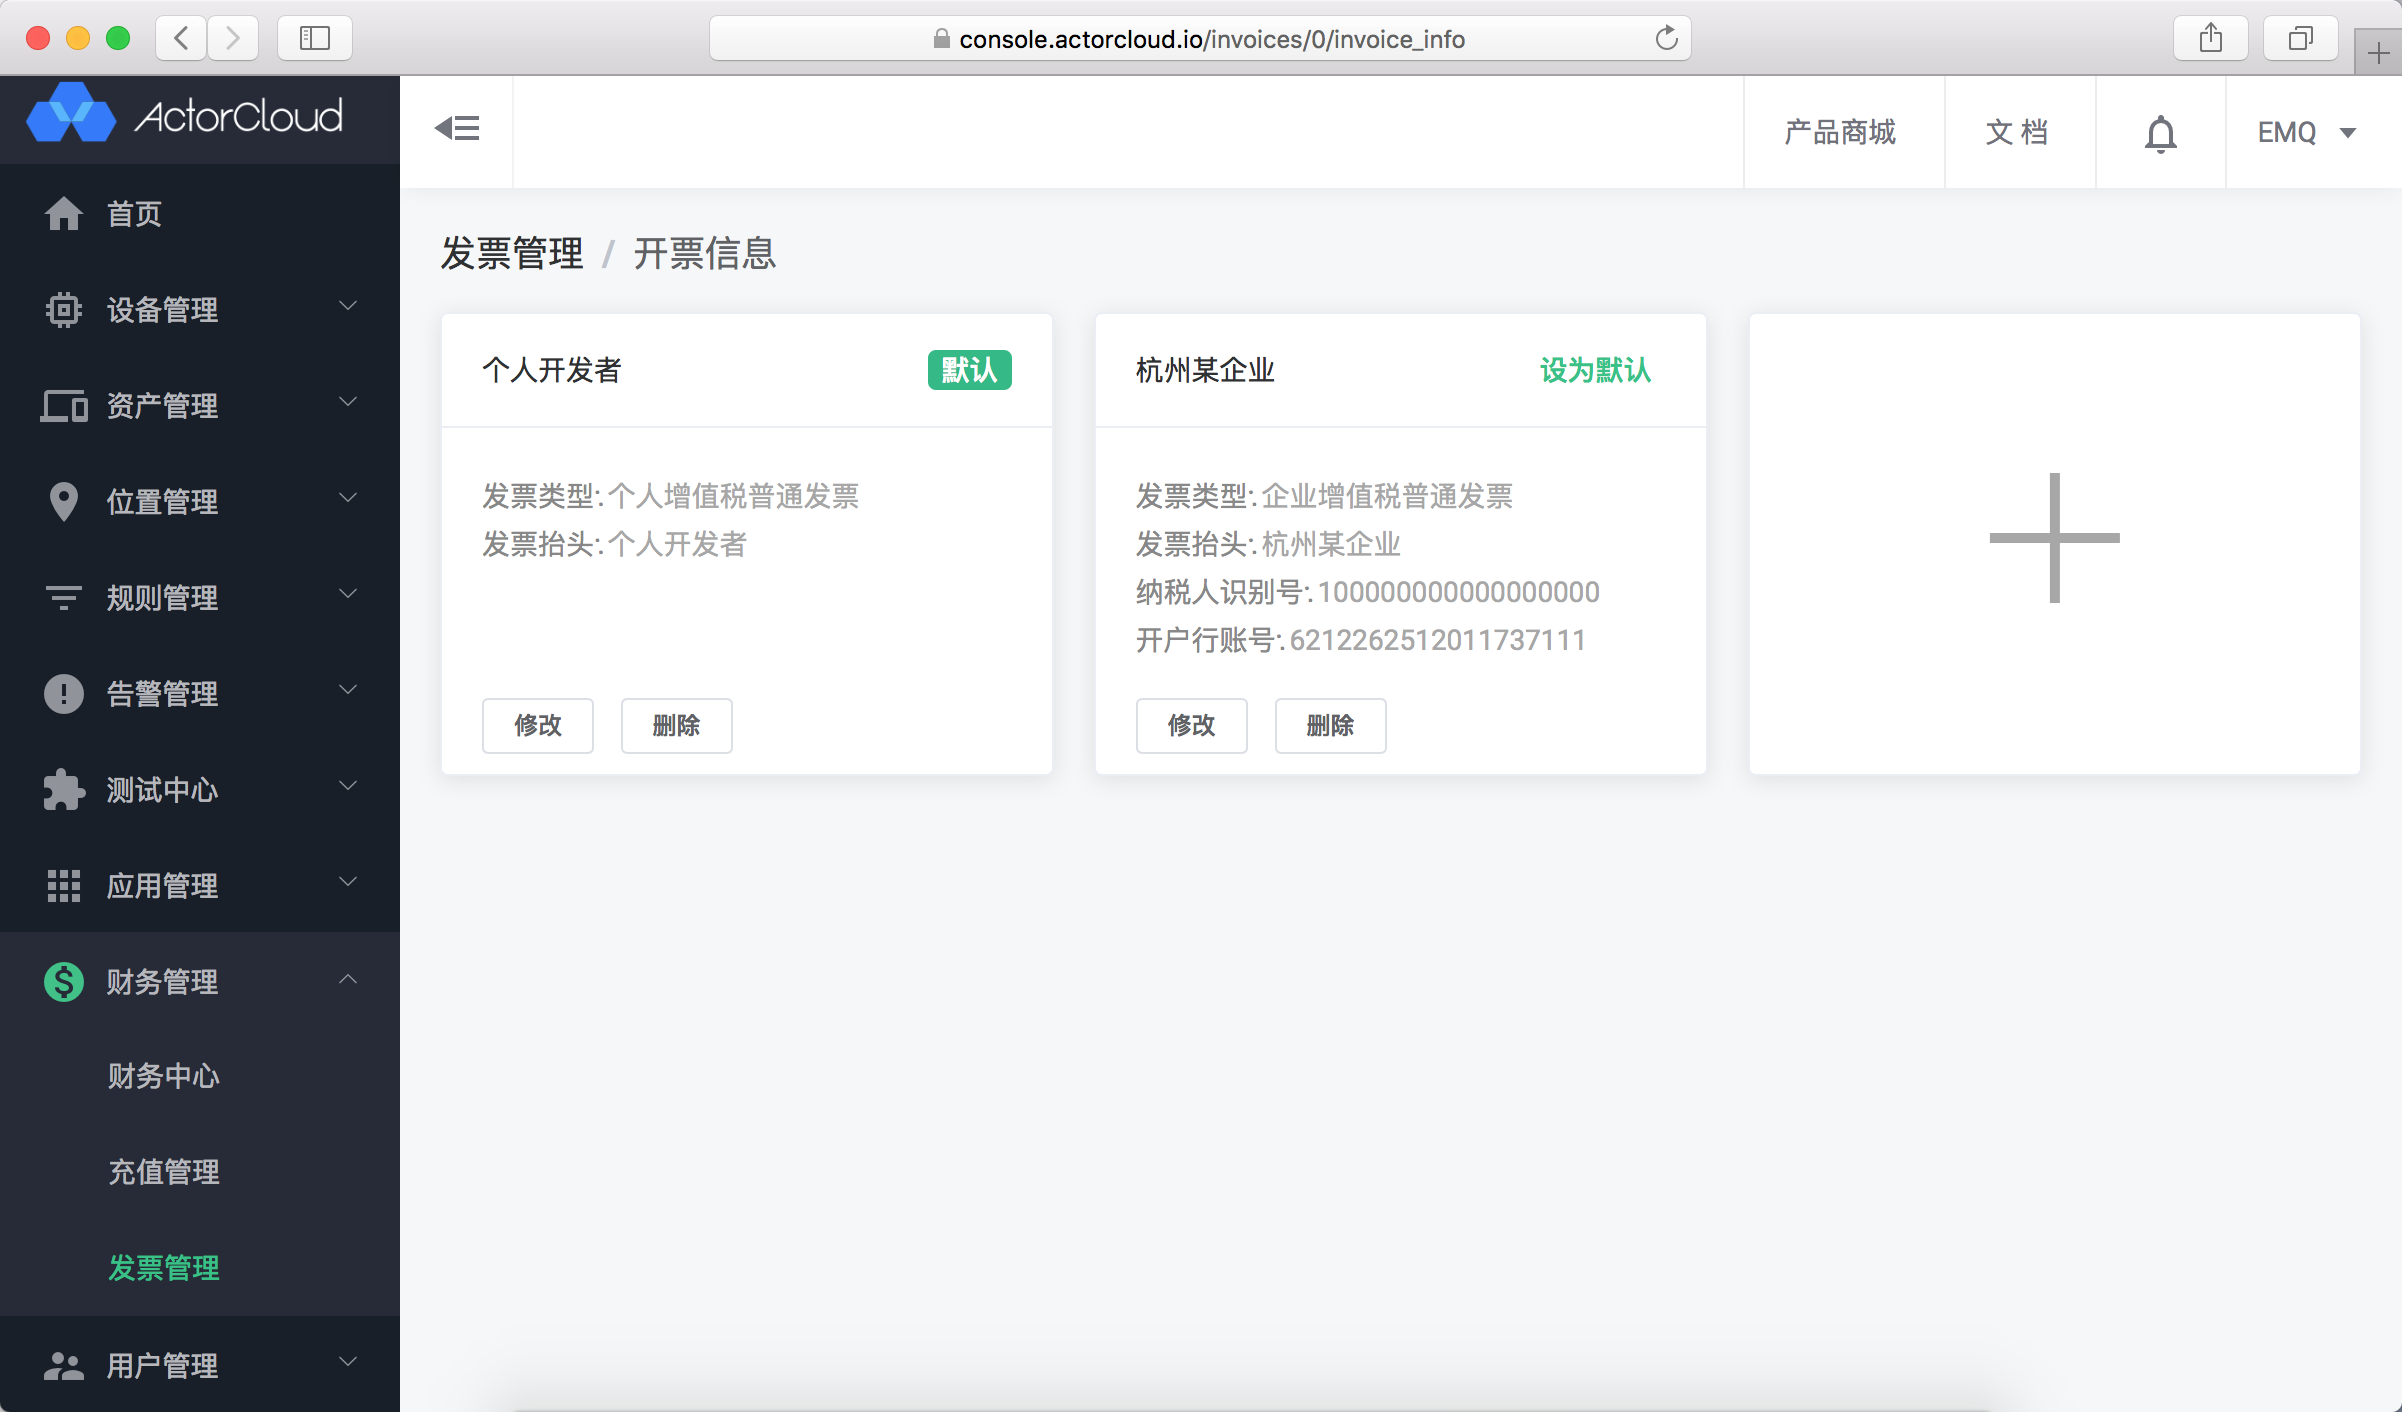 console.actorcloud.io/invoices/0/invoice_info
ActorCloud
产品商城
文 档
EMQ
首页
设备管理
资产管理
位置管理
规则管理
告警管理
测试中心
应用管理
财务管理
财务中心
充值管理
发票管理
用户管理
发票管理 / 开票信息
个人开发者
默认
发票类型: 个人增值税普通发票
发票抬头: 个人开发者
修改
删除
杭州某企业
设为默认
发票类型: 企业增值税普通发票
发票抬头: 杭州某企业
纳税人识别号: 100000000000000000
开户行账号: 6212262512011737111
修改
删除